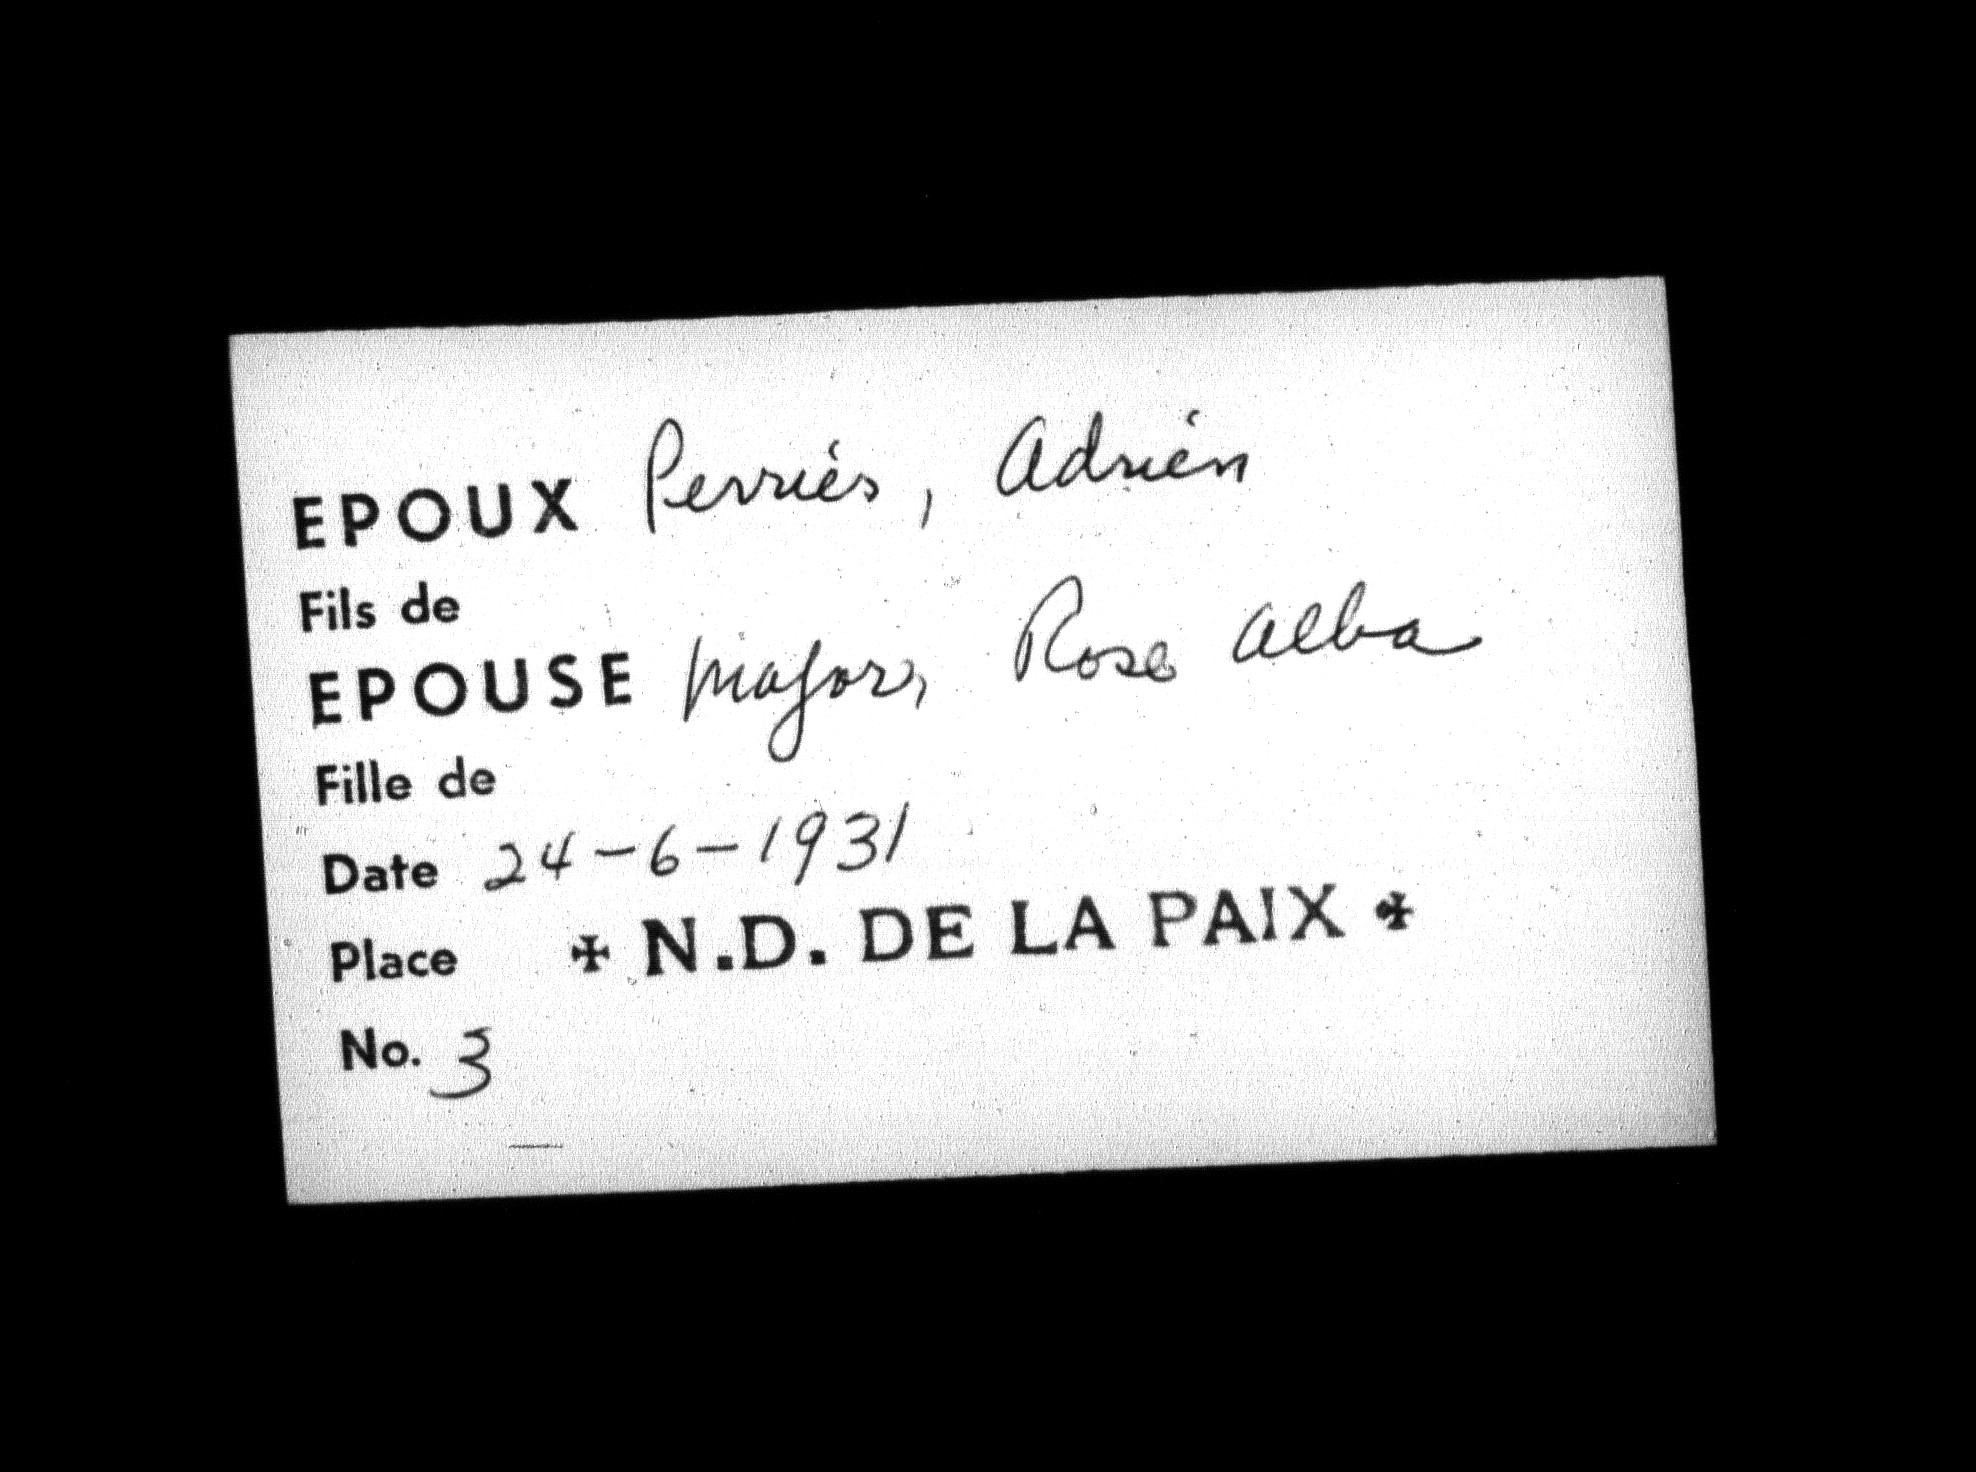 EPOUX Perriés, Adrien
Fils de
EPOUSE Major, Rose Alba
Fille de
Date 24-6-1931
Place ✠ N.D. DE LA PAIX ✠
No. 3